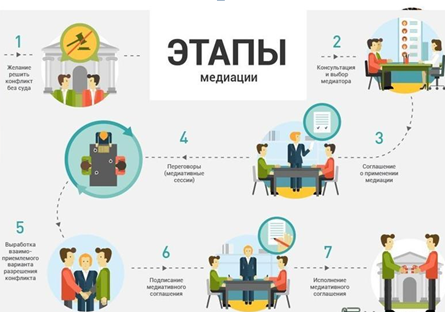 ЭТАПЫ
медиации
1
Желание
решить
конфликт
без суда
2
Консультация
и выбор
медиатора
3
Соглашение
о применении
медиации
4
Переговоры
(медиативные
сессии)
5
Выработка
взаимо-
приемлемого
варианта
разрешения
конфликта
6
Подписание
медиативного
соглашения
7
Исполнение
медиативного
соглашения